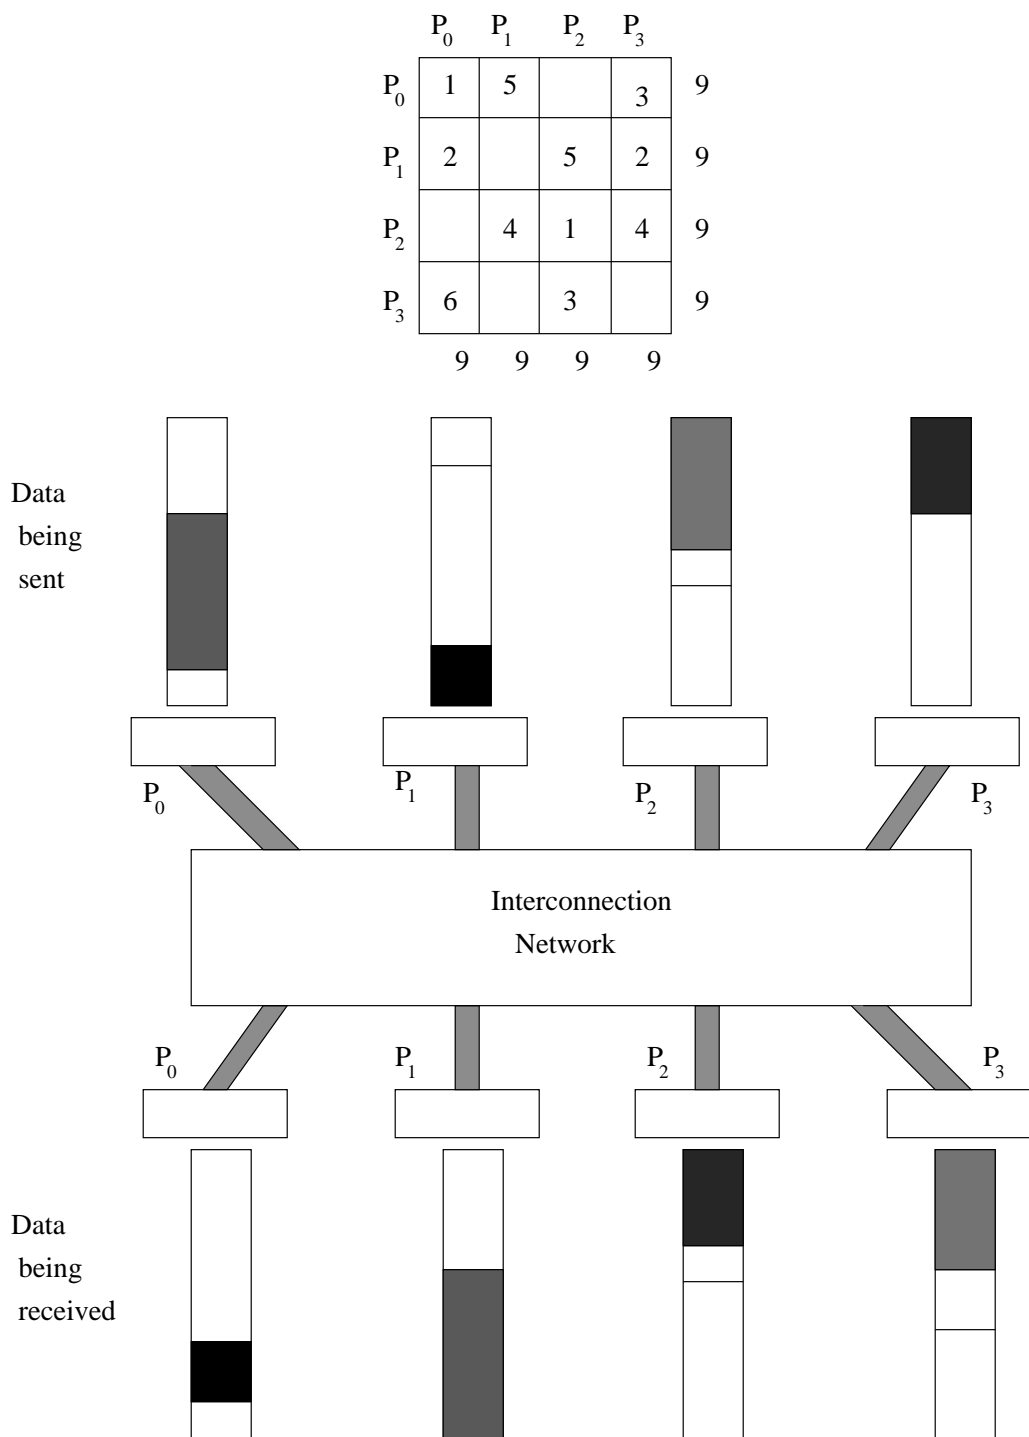 P0 P1 P2 P3
P0 1 5 3 9
P1 2 5 2 9
P2 4 1 4 9
P3 6 3 9
9 9 9 9
Data
being
sent
P0 P1 P2 P3
Interconnection
Network
P0 P1 P2 P3
Data
being
received